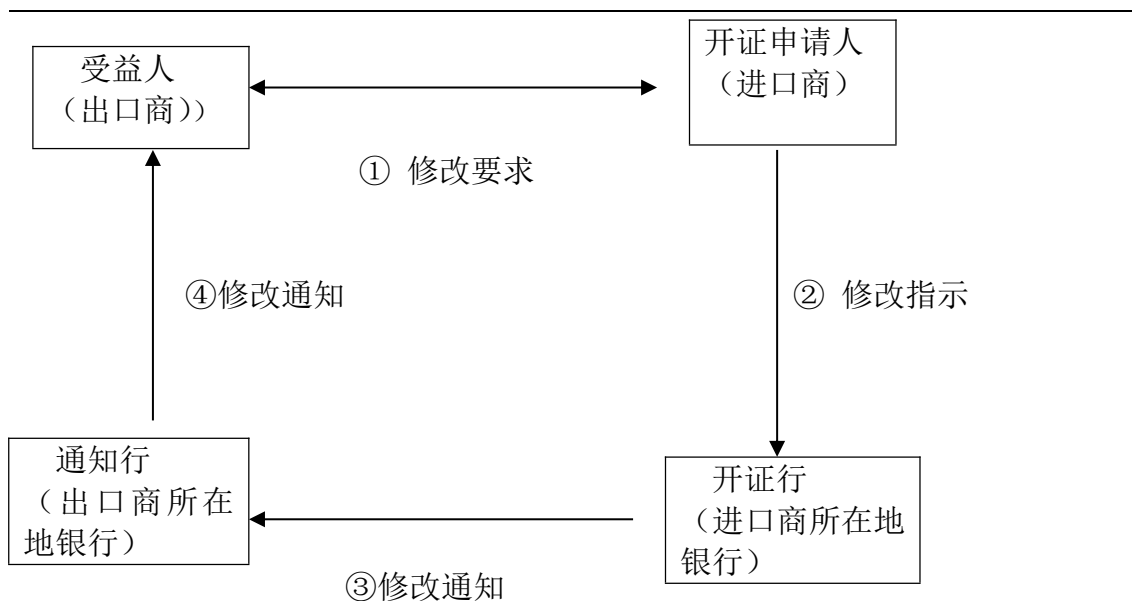 受益人
（出口商））
开证申请人
（进口商）
① 修改要求
④修改通知
② 修改指示
通知行
（出口商所在
地银行）
开证行
（进口商所在地
银行）
③修改通知